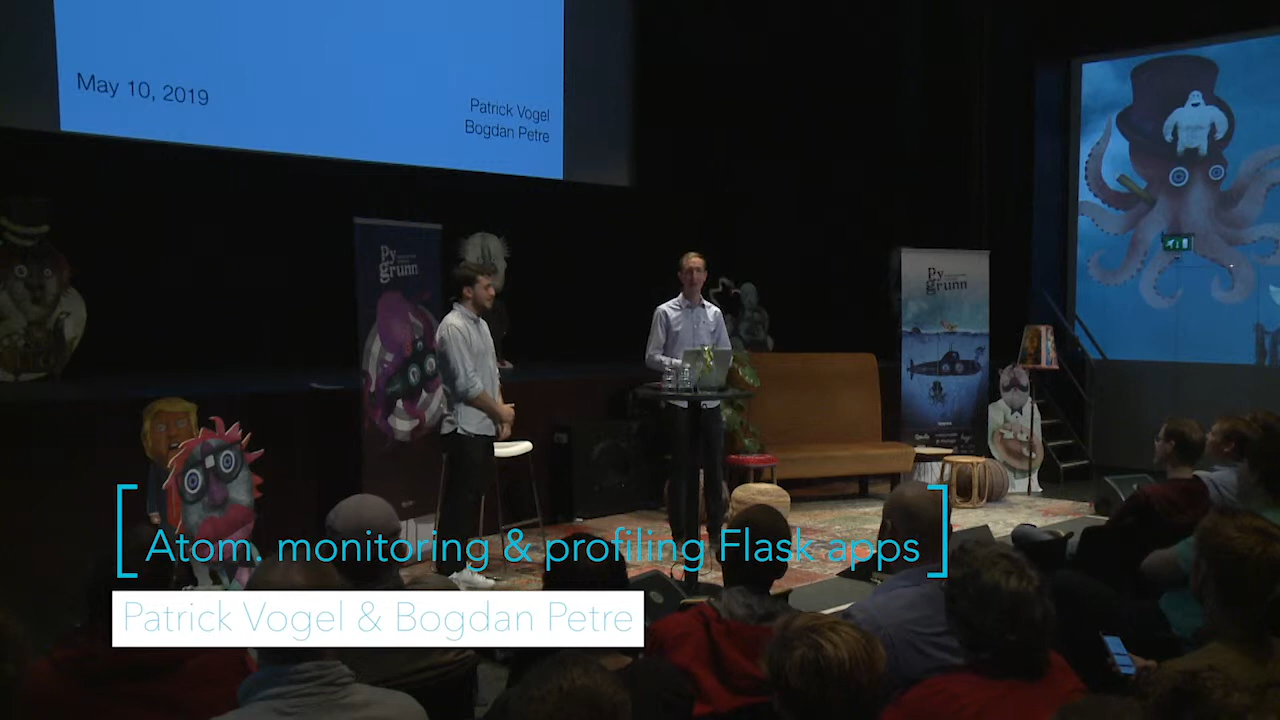 May 10, 2019
Patrick Vogel
Bogdan Petre
Py
grunn
Py
grunn
Atom. monitoring & profiling Flask apps
Patrick Vogel & Bogdan Petre